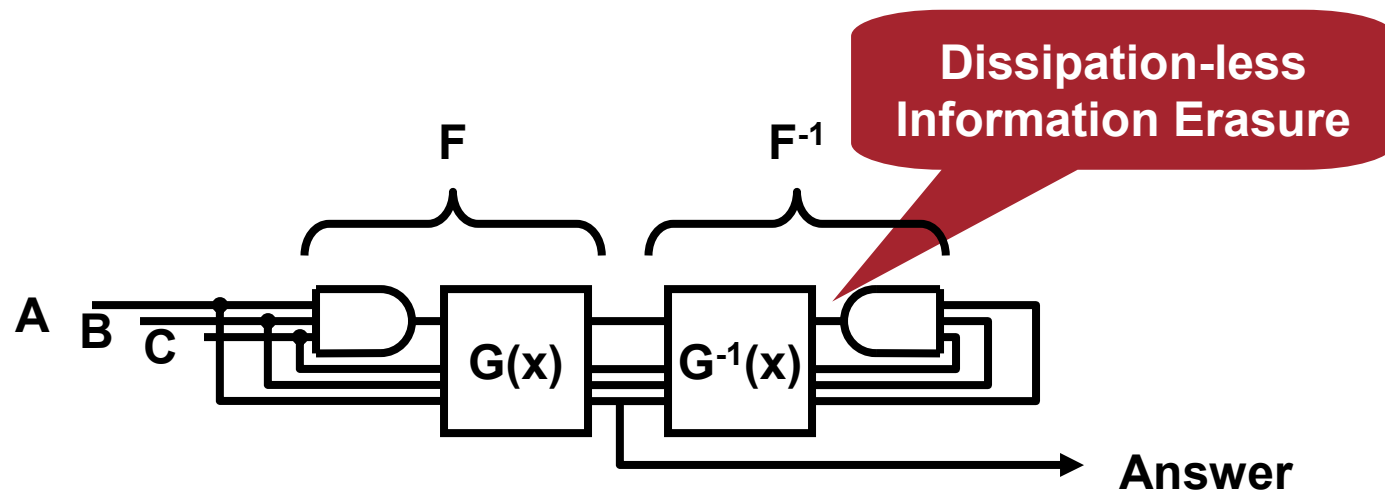 Dissipation-less
Information Erasure
F
F⁻¹
A
B
C
G(x)
G⁻¹(x)
Answer